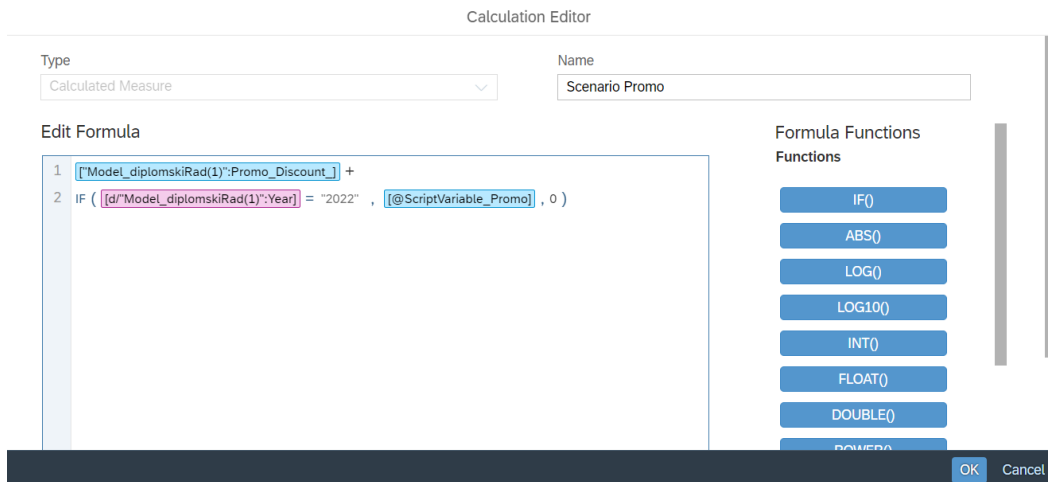 Calculation Editor
Type
Name
Calculated Measure
Scenario Promo
Edit Formula
Formula Functions
Functions
1 ["Model_diplomskiRad(1)":Promo_Discount_] +
2 IF ( [d/"Model_diplomskiRad(1)":Year] = "2022" , [@ScriptVariable_Promo] , 0 )
IF()
ABS()
LOG()
LOG10()
INT()
FLOAT()
DOUBLE()
POWER()
OK
Cancel